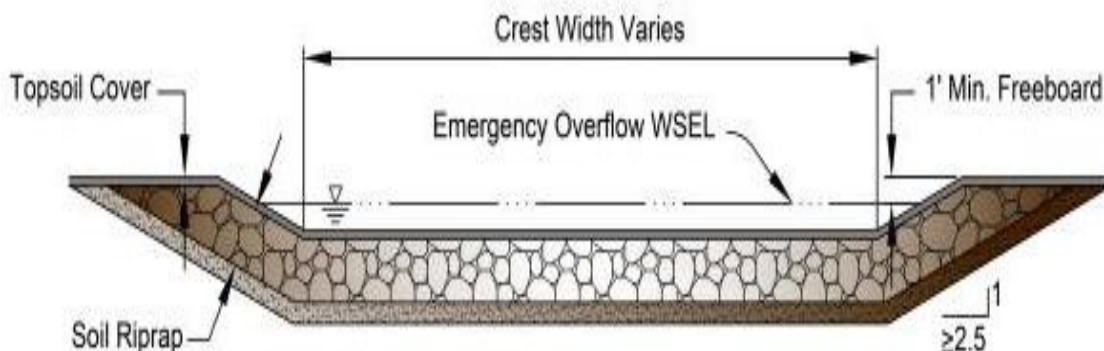 Crest Width Varies
Topsoil Cover
1' Min. Freeboard
Emergency Overflow WSEL
Soil Riprap
1
≥2.5